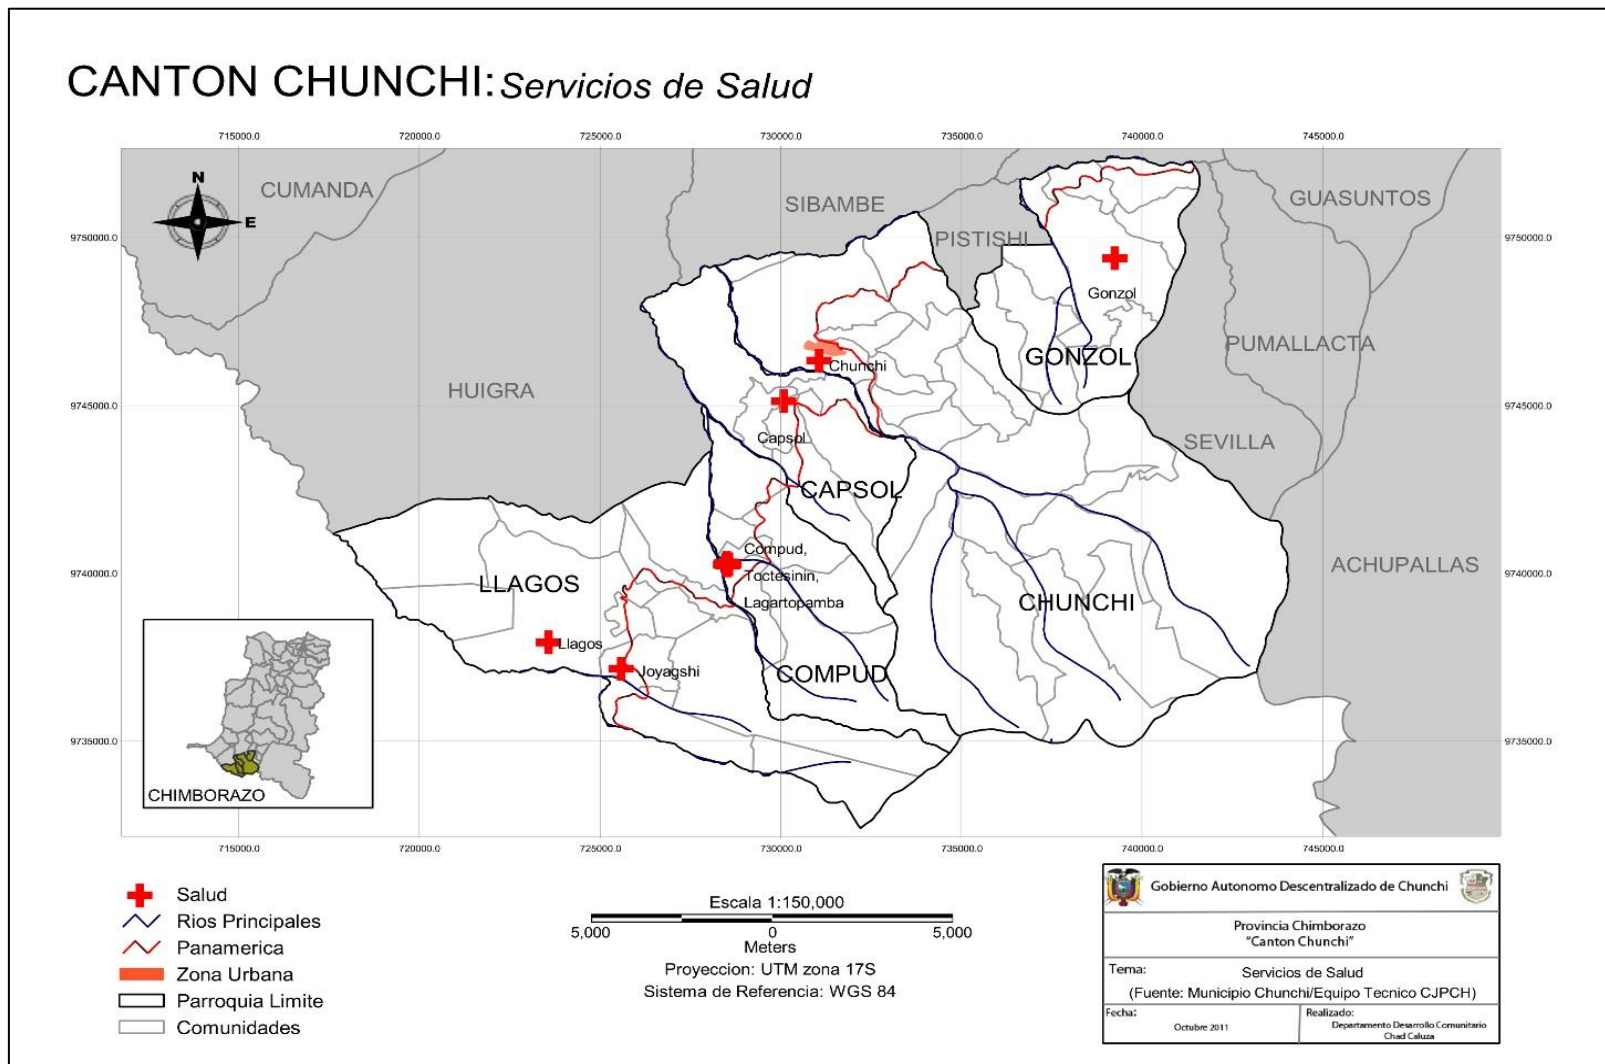 CANTON CHUNCHI: Servicios de Salud
715000.0 720000.0 725000.0 730000.0 735000.0 740000.0 745000.0
N
E
CUMANDA
SIBAMBE
GUASUNTOS
PISTISHI
9750000.0 9750000.0
Gonzol
GONZOL
PUMALLACTA
Chunchi
HUIGRA
9745000.0 9745000.0
Capsol
SEVILLA
CAPSOL
Compud,
Toctesinin,
Lagartopamba
9740000.0 9740000.0
ACHUPALLAS
LLAGOS
CHUNCHI
Llagos
Joyagshi
COMPUD
9735000.0 9735000.0
CHIMBORAZO
715000.0 720000.0 725000.0 730000.0 735000.0 740000.0 745000.0
Salud
Rios Principales
Panamerica
Zona Urbana
Parroquia Limite
Comunidades
Escala 1:150,000
5,000 0 5,000
Meters
Proyeccion: UTM zona 17S
Sistema de Referencia: WGS 84
Gobierno Autonomo Descentralizado de Chunchi
Provincia Chimborazo
"Canton Chunchi"
Tema: Servicios de Salud
(Fuente: Municipio Chunchi/Equipo Tecnico CJPCH)
Fecha:
Octubre 2011
Realizado:
Departamento Desarrollo Comunitario
Chad Caluza